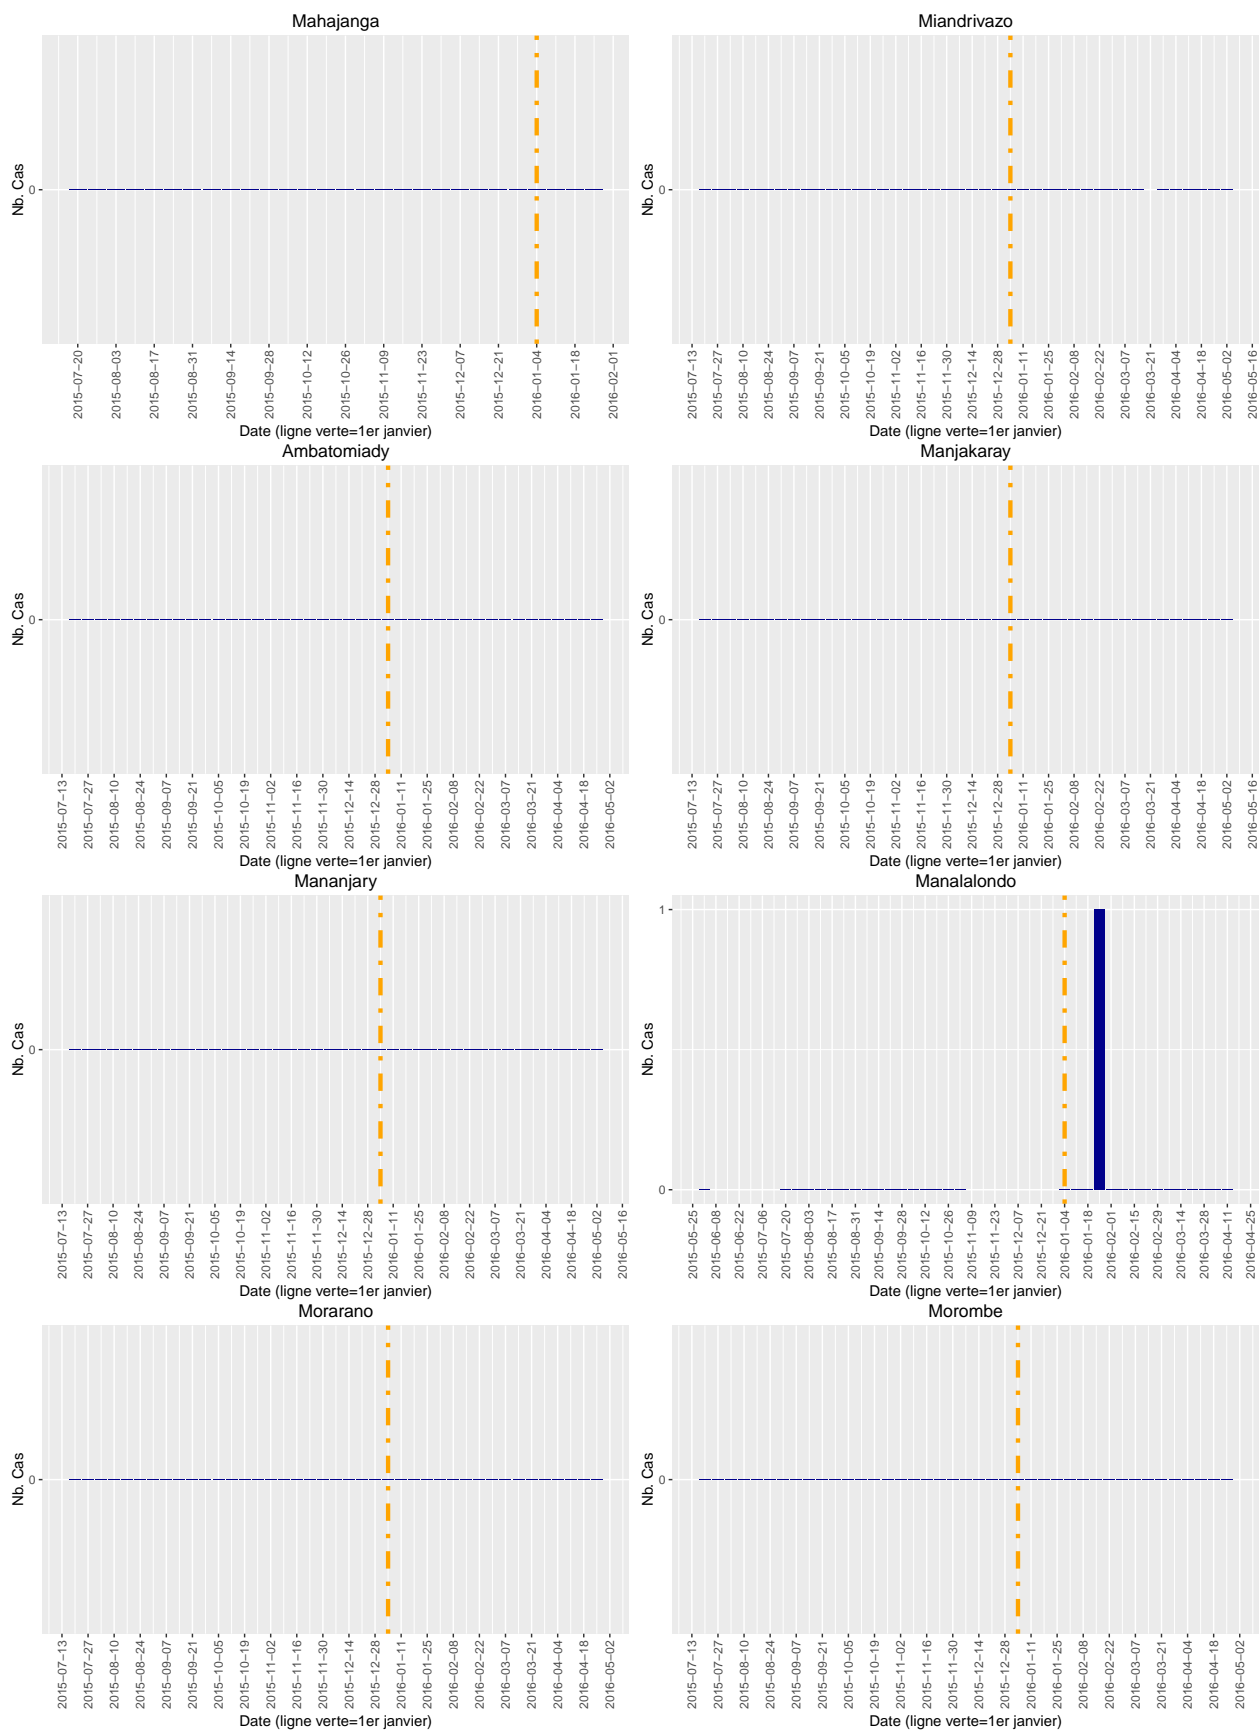 Mahajanga
Nb. Cas
0
2015−07−20 2015−08−03 2015−08−17 2015−08−31 2015−09−14 2015−09−28 2015−10−12 2015−10−26 2015−11−09 2015−11−23 2015−12−07 2015−12−21 2016−01−04 2016−01−18 2016−02−01
Date (ligne verte=1er janvier)
Miandrivazo
Nb. Cas
0
2015−07−13 2015−07−27 2015−08−10 2015−08−24 2015−09−07 2015−09−21 2015−10−05 2015−10−19 2015−11−02 2015−11−16 2015−11−30 2015−12−14 2015−12−28 2016−01−11 2016−01−25 2016−02−08 2016−02−22 2016−03−07 2016−03−21 2016−04−04 2016−04−18 2016−05−02 2016−05−16
Date (ligne verte=1er janvier)
Ambatomiady
Nb. Cas
0
2015−07−13 2015−07−27 2015−08−10 2015−08−24 2015−09−07 2015−09−21 2015−10−05 2015−10−19 2015−11−02 2015−11−16 2015−11−30 2015−12−14 2015−12−28 2016−01−11 2016−01−25 2016−02−08 2016−02−22 2016−03−07 2016−03−21 2016−04−04 2016−04−18 2016−05−02
Date (ligne verte=1er janvier)
Manjakaray
Nb. Cas
0
2015−07−13 2015−07−27 2015−08−10 2015−08−24 2015−09−07 2015−09−21 2015−10−05 2015−10−19 2015−11−02 2015−11−16 2015−11−30 2015−12−14 2015−12−28 2016−01−11 2016−01−25 2016−02−08 2016−02−22 2016−03−07 2016−03−21 2016−04−04 2016−04−18 2016−05−02 2016−05−16
Date (ligne verte=1er janvier)
Mananjary
Nb. Cas
0
2015−07−13 2015−07−27 2015−08−10 2015−08−24 2015−09−07 2015−09−21 2015−10−05 2015−10−19 2015−11−02 2015−11−16 2015−11−30 2015−12−14 2015−12−28 2016−01−11 2016−01−25 2016−02−08 2016−02−22 2016−03−07 2016−03−21 2016−04−04 2016−04−18 2016−05−02 2016−05−16
Date (ligne verte=1er janvier)
Manalalondo
Nb. Cas
1
0
2015−05−25 2015−06−08 2015−06−22 2015−07−06 2015−07−20 2015−08−03 2015−08−17 2015−08−31 2015−09−14 2015−09−28 2015−10−12 2015−10−26 2015−11−09 2015−11−23 2015−12−07 2015−12−21 2016−01−04 2016−01−18 2016−02−01 2016−02−15 2016−02−29 2016−03−14 2016−03−28 2016−04−11 2016−04−25
Date (ligne verte=1er janvier)
Morarano
Nb. Cas
0
2015−07−13 2015−07−27 2015−08−10 2015−08−24 2015−09−07 2015−09−21 2015−10−05 2015−10−19 2015−11−02 2015−11−16 2015−11−30 2015−12−14 2015−12−28 2016−01−11 2016−01−25 2016−02−08 2016−02−22 2016−03−07 2016−03−21 2016−04−04 2016−04−18 2016−05−02
Date (ligne verte=1er janvier)
Morombe
Nb. Cas
0
2015−07−13 2015−07−27 2015−08−10 2015−08−24 2015−09−07 2015−09−21 2015−10−05 2015−10−19 2015−11−02 2015−11−16 2015−11−30 2015−12−14 2015−12−28 2016−01−11 2016−01−25 2016−02−08 2016−02−22 2016−03−07 2016−03−21 2016−04−04 2016−04−18 2016−05−02
Date (ligne verte=1er janvier)